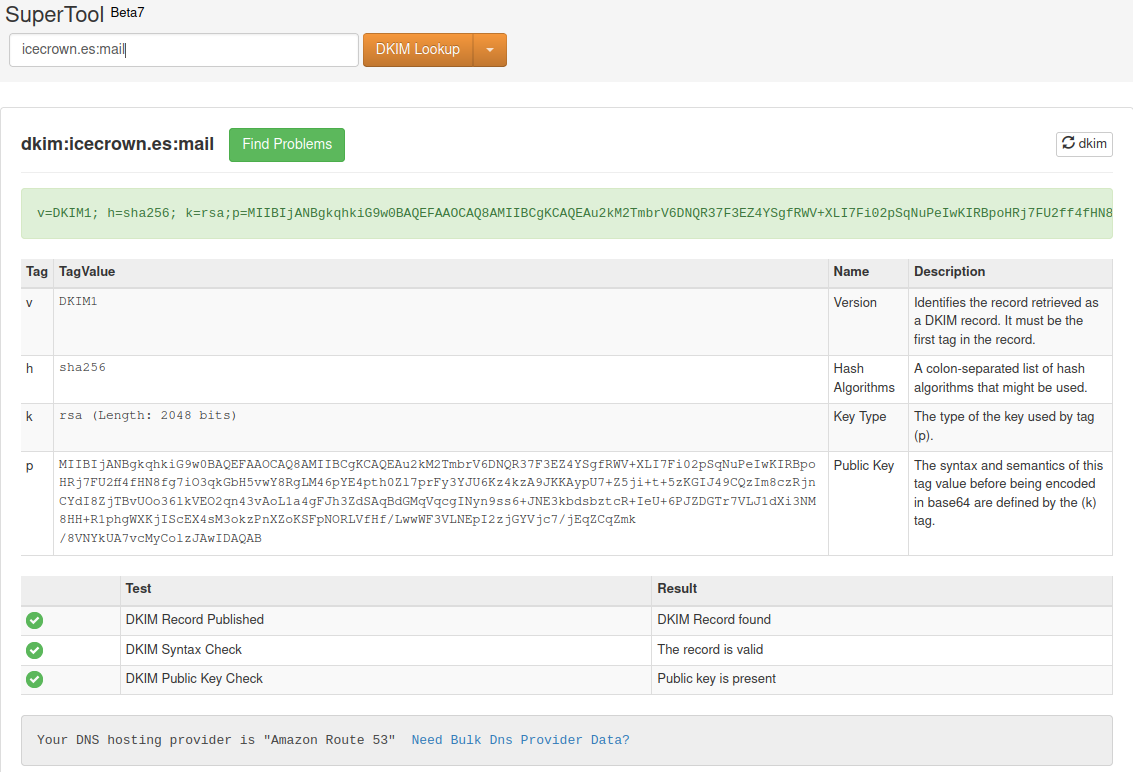 SuperTool Beta7
icecrown.es:mail DKIM Lookup
dkim:icecrown.es:mail Find Problems dkim
v=DKIM1; h=sha256; k=rsa;p=MIIBIjANBgkqhkiG9w0BAQEFAAOCAQ8AMIIBCgKCAQEAu2kM2TmbrV6DNQR37F3EZ4YSgfRWV+XLI7Fi02pSqNuPeIwKIRBpoHRj7FU2ff4fHN8
Tag TagValue Name Description
v DKIM1 Version Identifies the record retrieved as
a DKIM record. It must be the
first tag in the record.
h sha256 Hash A colon-separated list of hash
Algorithms algorithms that might be used.
k rsa (Length: 2048 bits) Key Type The type of the key used by tag
(p).
p MIIBIjANBgkqhkiG9w0BAQEFAAOCAQ8AMIIBCgKCAQEAu2kM2TmbrV6DNQR37F3EZ4YSgfRWV+XLI7Fi02pSqNuPeIwKIRBpo Public Key The syntax and semantics of this
HRj7FU2ff4fHN8fg7iO3qkGbH5vwY8RgLM46pYE4pth0Zl7prFy3YJU6Kz4kzA9JKKAypU7+Z5ji+t+5zKGIJ49CQzIm8czRjn tag value before being encoded
CYdI8ZjTBvUOo36lkVEO2qn43vAoL1a4gFJh3ZdSAqBdGMqVqcgINyn9ss6+JNE3kbdsbztcR+IeU+6PJZDGTr7VLJ1dXi3NM in base64 are defined by the (k)
8HH+R1phgWXKjIScEX4sM3okzPnXZoKSFpNORLVfHf/LwwWF3VLNEpI2zjGYVjc7/jEqZCqZmk tag.
/8VNYkUA7vcMyColzJAwIDAQAB
Test Result
DKIM Record Published DKIM Record found
DKIM Syntax Check The record is valid
DKIM Public Key Check Public key is present
Your DNS hosting provider is "Amazon Route 53" Need Bulk Dns Provider Data?